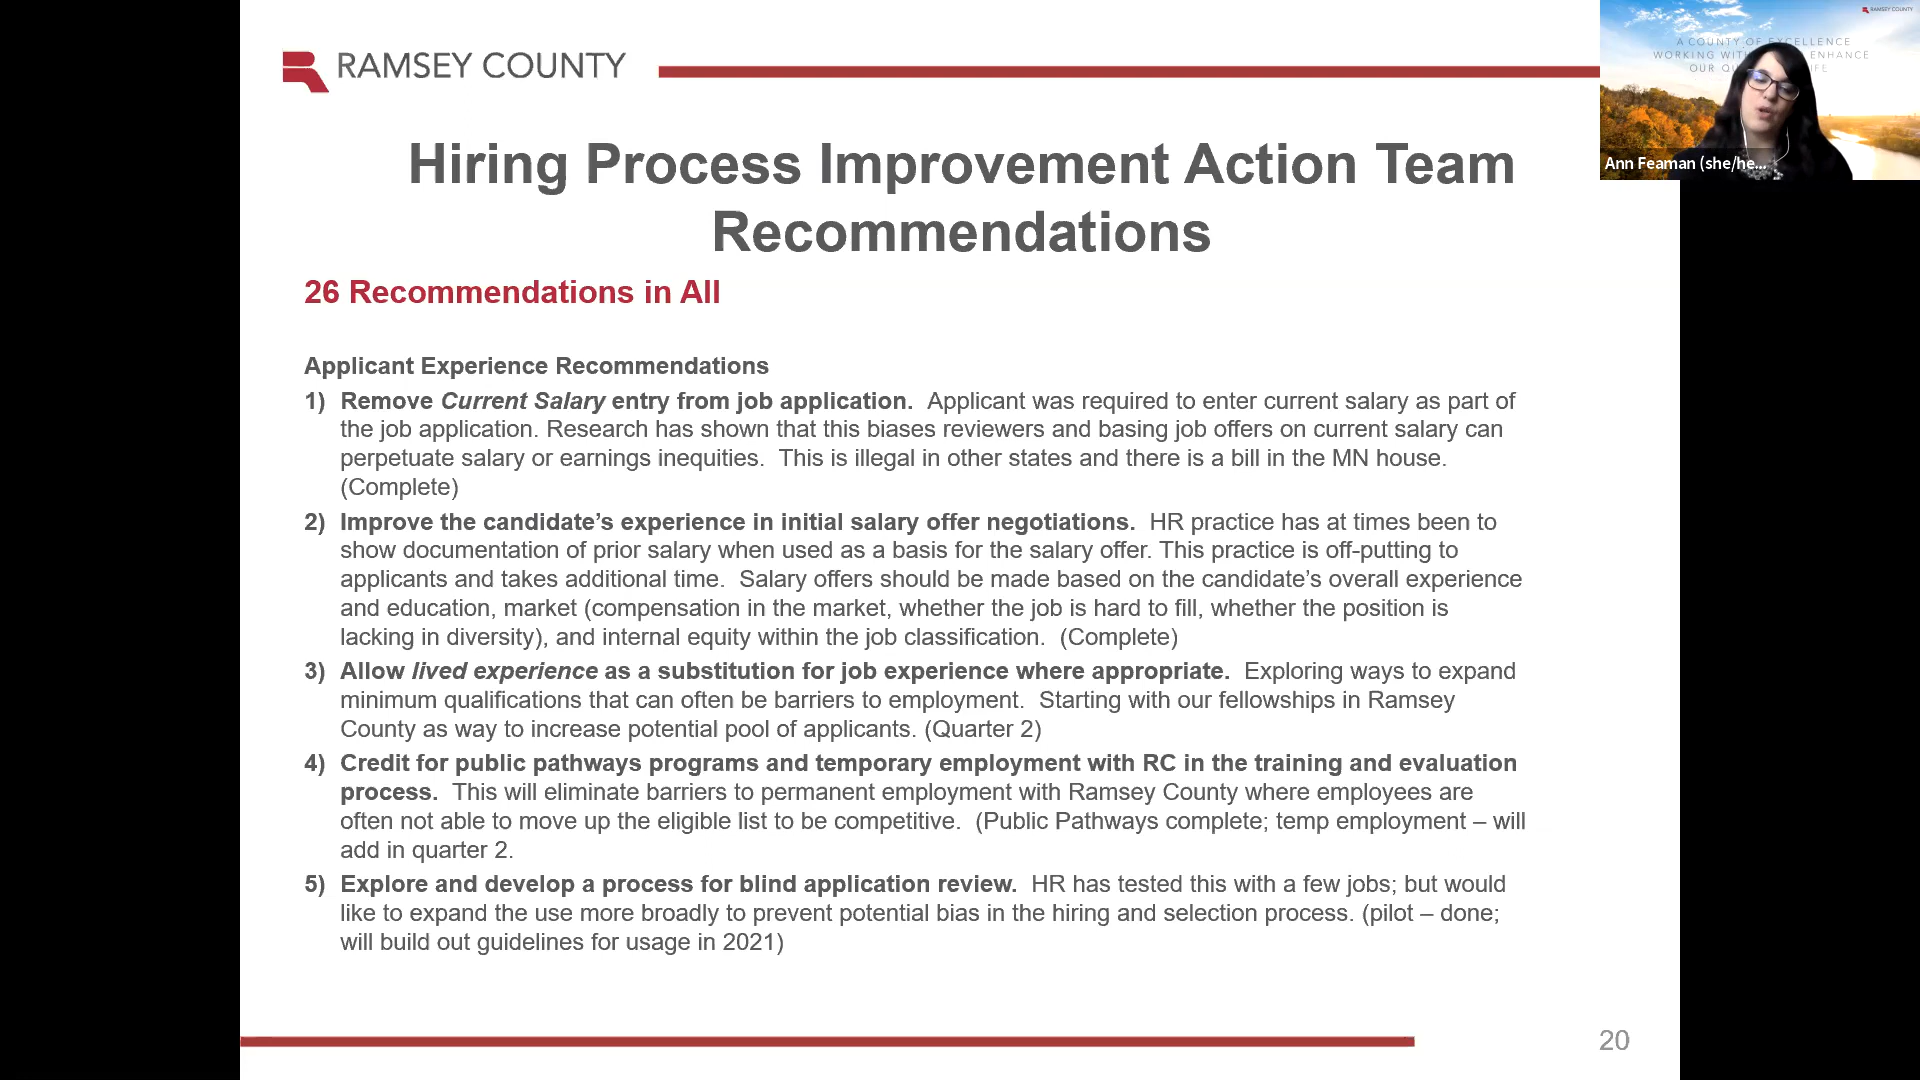 RAMSEY COUNTY
RAMSEY COUNTY
A COUNTY OF EXCELLENCE
WORKING WITH ENHANCE
OUR
Ann Feaman (she/he...
Hiring Process Improvement Action Team
Recommendations
26 Recommendations in All
Applicant Experience Recommendations
1) Remove Current Salary entry from job application. Applicant was required to enter current salary as part of
the job application. Research has shown that this biases reviewers and basing job offers on current salary can
perpetuate salary or earnings inequities. This is illegal in other states and there is a bill in the MN house.
(Complete)
2) Improve the candidate’s experience in initial salary offer negotiations. HR practice has at times been to
show documentation of prior salary when used as a basis for the salary offer. This practice is off-putting to
applicants and takes additional time. Salary offers should be made based on the candidate’s overall experience
and education, market (compensation in the market, whether the job is hard to fill, whether the position is
lacking in diversity), and internal equity within the job classification. (Complete)
3) Allow lived experience as a substitution for job experience where appropriate. Exploring ways to expand
minimum qualifications that can often be barriers to employment. Starting with our fellowships in Ramsey
County as way to increase potential pool of applicants. (Quarter 2)
4) Credit for public pathways programs and temporary employment with RC in the training and evaluation
process. This will eliminate barriers to permanent employment with Ramsey County where employees are
often not able to move up the eligible list to be competitive. (Public Pathways complete; temp employment – will
add in quarter 2.
5) Explore and develop a process for blind application review. HR has tested this with a few jobs; but would
like to expand the use more broadly to prevent potential bias in the hiring and selection process. (pilot – done;
will build out guidelines for usage in 2021)
20